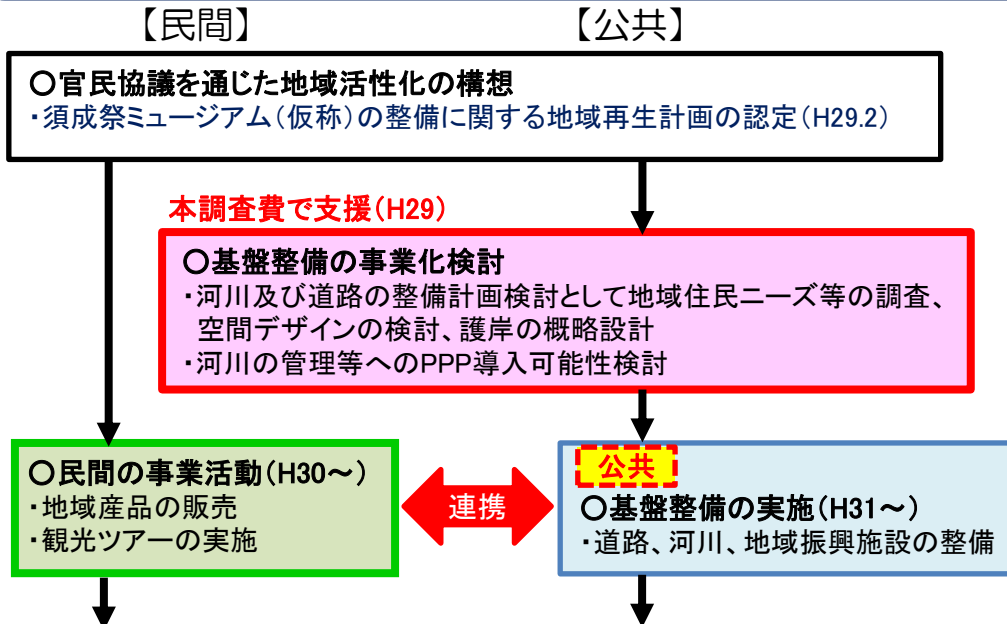 【民間】
【公共】
〇官民協議を通じた地域活性化の構想
・須成祭ミュージアム（仮称）の整備に関する地域再生計画の認定（H29.2）
本調査費で支援（H29）
〇基盤整備の事業化検討
・河川及び道路の整備計画検討として地域住民ニーズ等の調査、
空間デザインの検討、護岸の概略設計
・河川の管理等へのPPP導入可能性検討
〇民間の事業活動（H30～）
・地域産品の販売
・観光ツアーの実施
連携
公共
〇基盤整備の実施（H31～）
・道路、河川、地域振興施設の整備